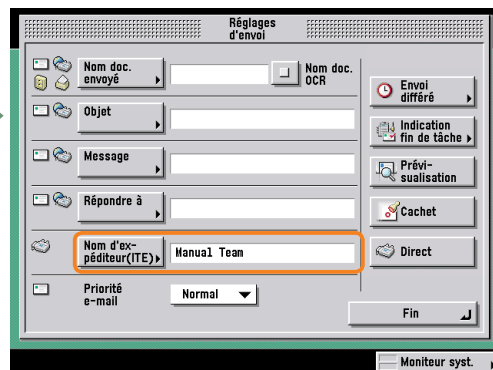 Réglages
d'envoi
Nom doc.
envoyé
Nom doc.
OCR
Objet
Message
Répondre à
Nom d'ex-
péditeur(ITE)
Manual Team
Priorité
e-mail
Normal
Envoi
différé
Indication
fin de tâche
Prévi-
sualisation
Cachet
Direct
Fin
Moniteur syst.